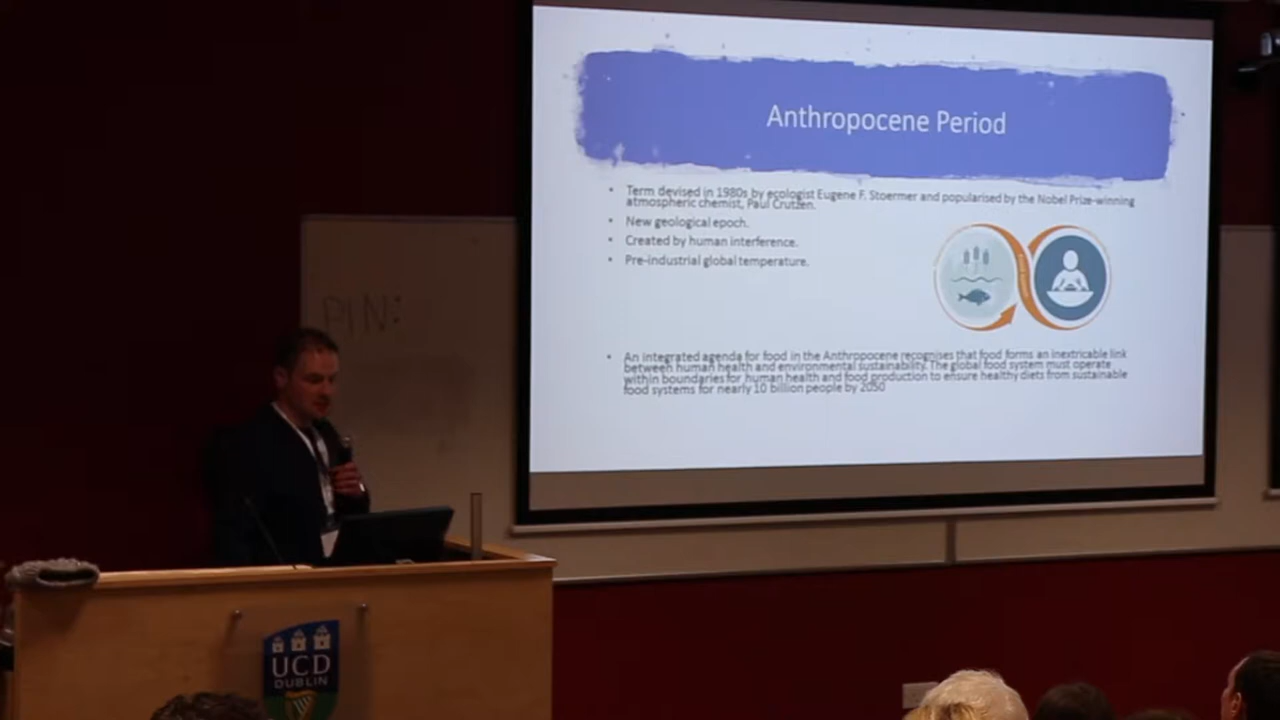 Anthropocene Period
• Term devised in 1980s by ecologist Eugene F. Stoermer and popularised by the Nobel Prize-winning
atmospheric chemist, Paul Crutzen.
• New geological epoch.
• Created by human interference.
• Pre-industrial global temperature.
• An integrated agenda for food in the Anthropocene recognises that food forms an inextricable link
between human health and environmental sustainability. The global food system must operate
within boundaries for human health and food production to ensure healthy diets from sustainable
food systems for nearly 10 billion people by 2050
PIN:
UCD
DUBLIN